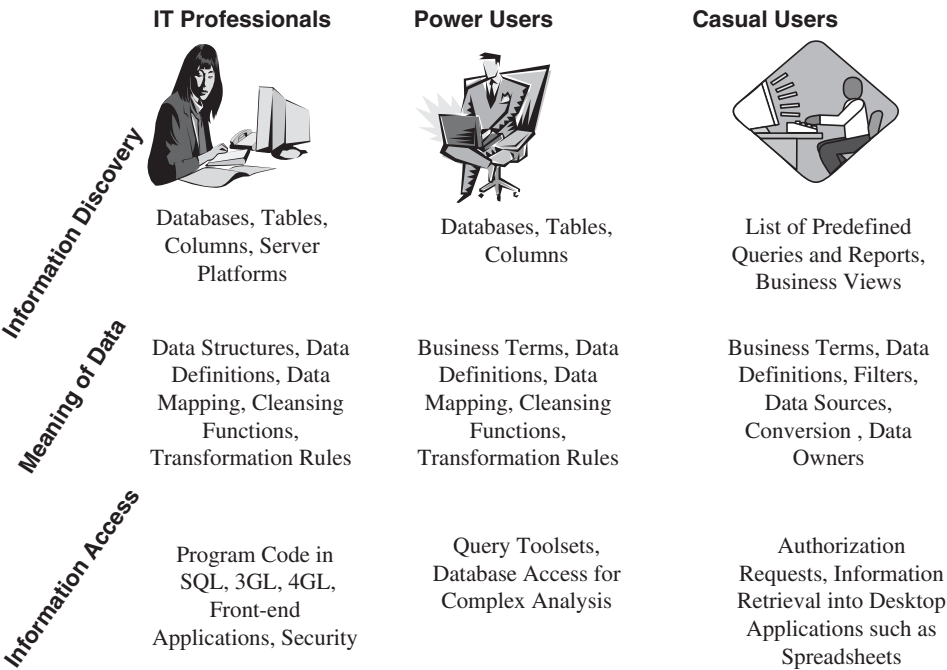 IT Professionals
Power Users
Casual Users
Information Discovery
Databases, Tables,
Columns, Server
Platforms
Databases, Tables,
Columns
List of Predefined
Queries and Reports,
Business Views
Meaning of Data
Data Structures, Data
Definitions, Data
Mapping, Cleansing
Functions,
Transformation Rules
Business Terms, Data
Definitions, Data
Mapping, Cleansing
Functions,
Transformation Rules
Business Terms, Data
Definitions, Filters,
Data Sources,
Conversion , Data
Owners
Information Access
Program Code in
SQL, 3GL, 4GL,
Front-end
Applications, Security
Query Toolsets,
Database Access for
Complex Analysis
Authorization
Requests, Information
Retrieval into Desktop
Applications such as
Spreadsheets